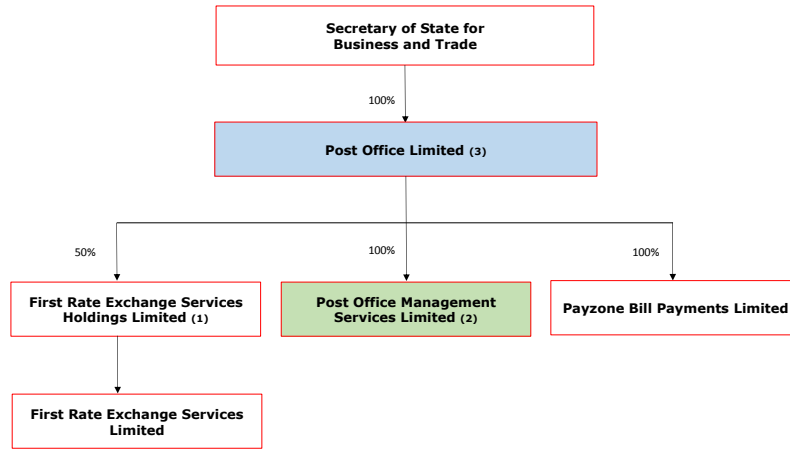 Secretary of State for
Business and Trade
100%
Post Office Limited (3)
50%
100%
100%
First Rate Exchange Services
Holdings Limited (1)
Post Office Management
Services Limited (2)
Payzone Bill Payments Limited
First Rate Exchange Services
Limited